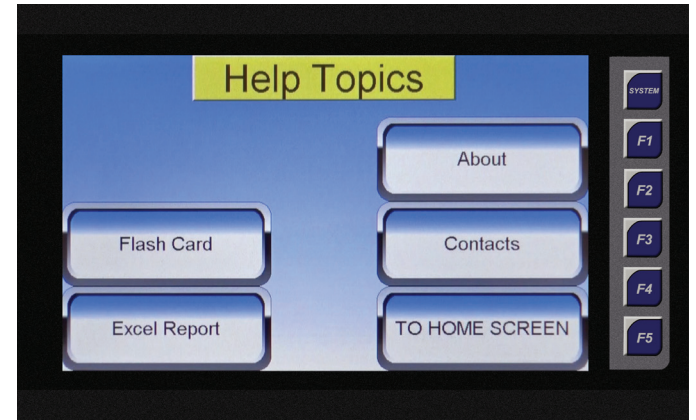 Help Topics
About
Flash Card
Contacts
Excel Report
TO HOME SCREEN
SYSTEM
F1
F2
F3
F4
F5